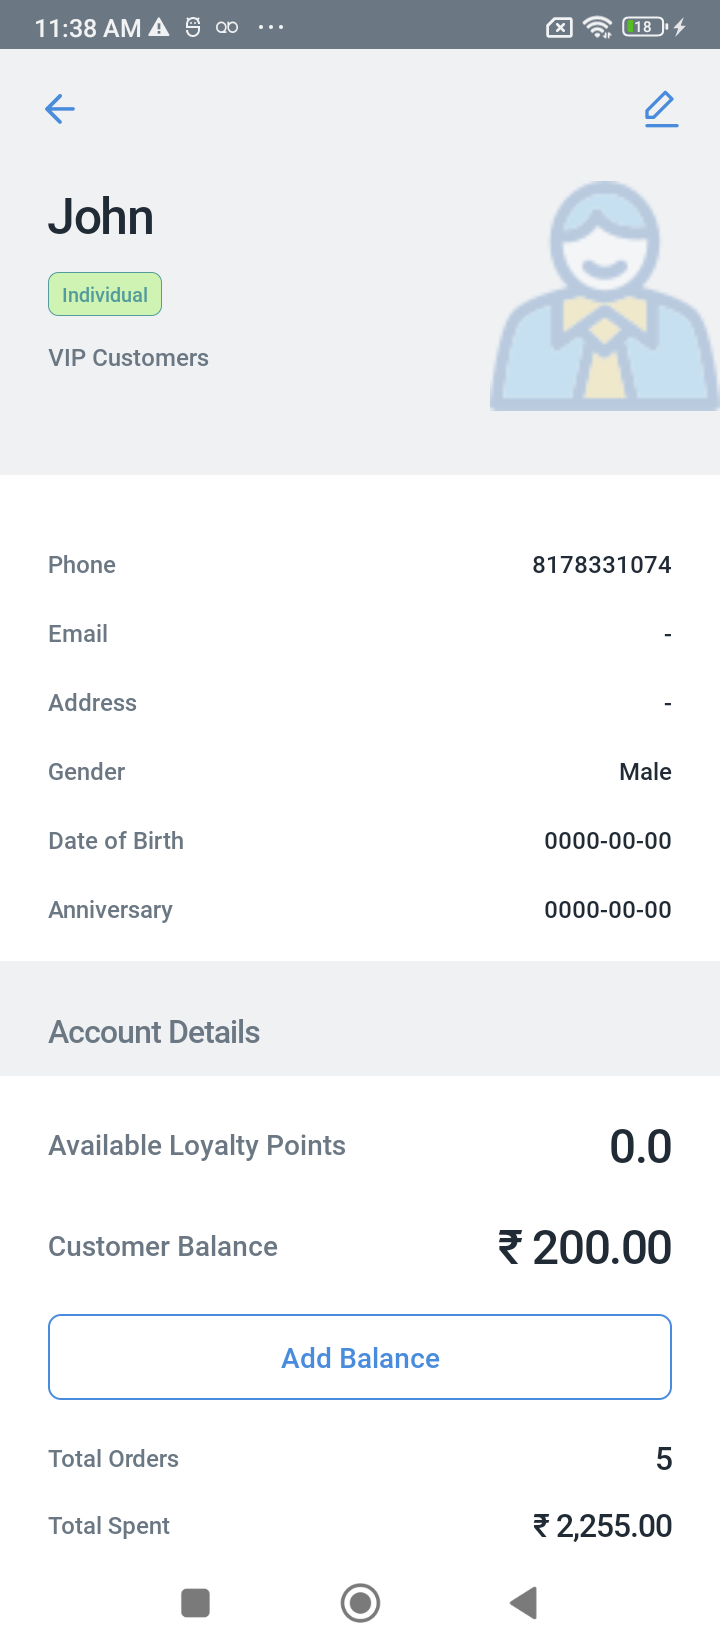 11:38 AM
18
John
Individual
VIP Customers
Phone 8178331074
Email -
Address -
Gender Male
Date of Birth 0000-00-00
Anniversary 0000-00-00
Account Details
Available Loyalty Points 0.0
Customer Balance ₹ 200.00
Add Balance
Total Orders 5
Total Spent ₹ 2,255.00